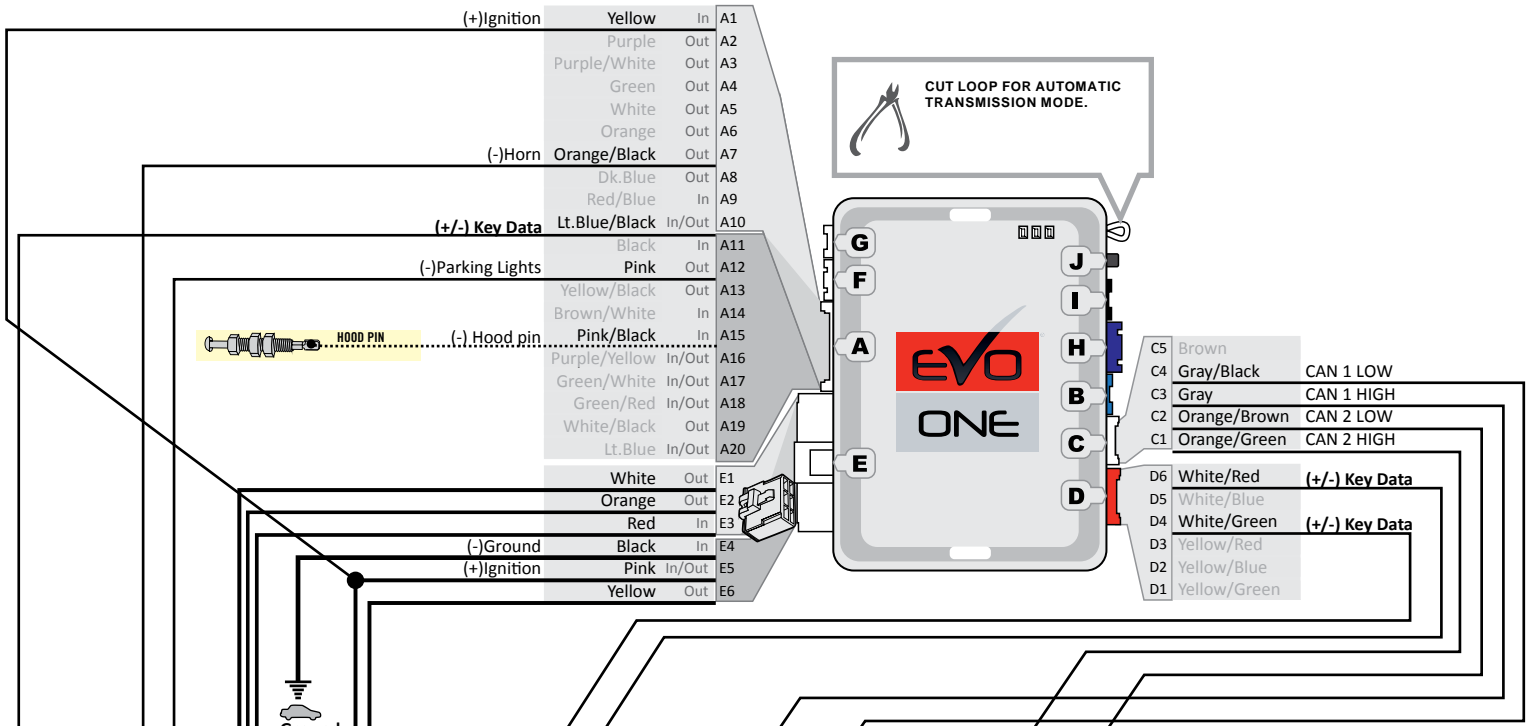 (+)Ignition Yellow In A1
Purple Out A2
Purple/White Out A3
Green Out A4
White Out A5
Orange Out A6
(-)Horn Orange/Black Out A7
Dk.Blue Out A8
Red/Blue In A9
(+/-) Key Data Lt.Blue/Black In/Out A10
Black In A11
(-)Parking Lights Pink Out A12
Yellow/Black Out A13
Brown/White In A14
HOOD PIN (-) Hood pin Pink/Black In A15
Purple/Yellow In/Out A16
Green/White In/Out A17
Green/Red In/Out A18
White/Black Out A19
Lt.Blue In/Out A20
White Out E1
Orange Out E2
Red In E3
(-)Ground Black In E4
(+)Ignition Pink In/Out E5
Yellow Out E6
CUT LOOP FOR AUTOMATIC
TRANSMISSION MODE.
G
F
A
E
J
I
H
B
C
D
EVO
ONE
C5 Brown
C4 Gray/Black CAN 1 LOW
C3 Gray CAN 1 HIGH
C2 Orange/Brown CAN 2 LOW
C1 Orange/Green CAN 2 HIGH
D6 White/Red (+/-) Key Data
D5 White/Blue
D4 White/Green (+/-) Key Data
D3 Yellow/Red
D2 Yellow/Blue
D1 Yellow/Green